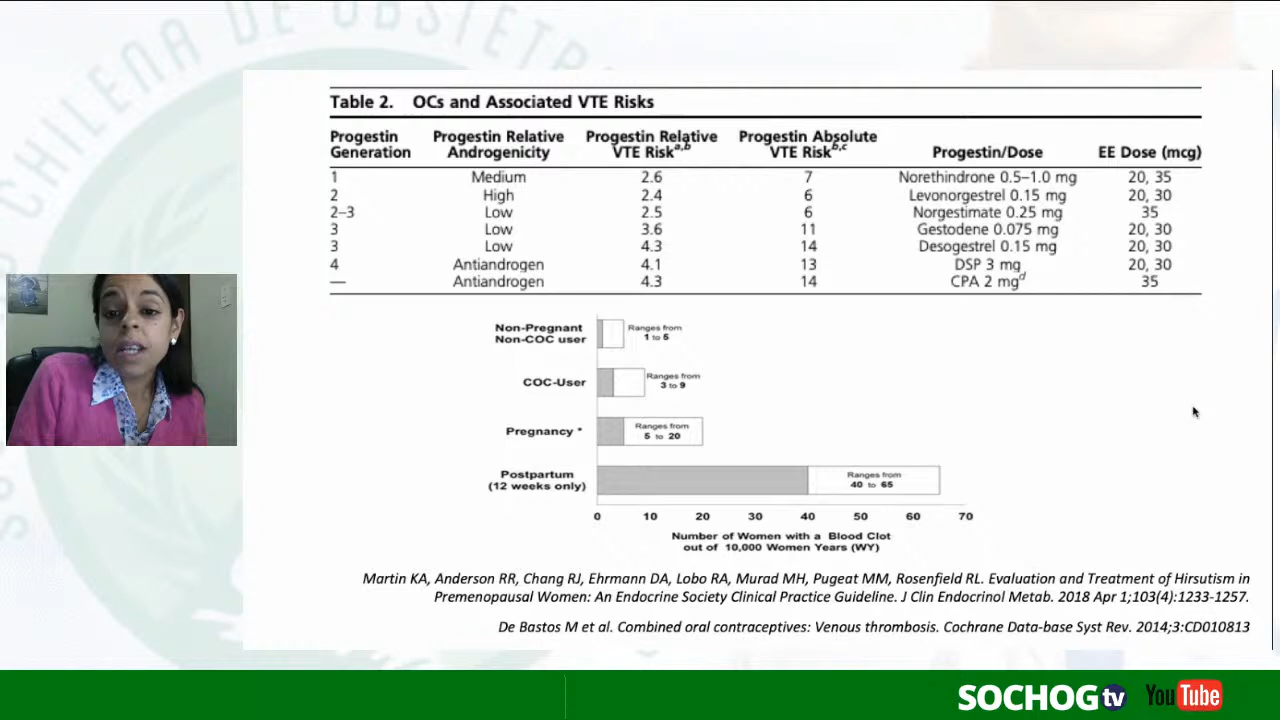 CHILENA DE OBSTETR
Table 2. OCs and Associated VTE Risks
Progestin Generation Progestin Relative Androgenicity Progestin Relative VTE Risk^a,b Progestin Absolute VTE Risk^b,c Progestin/Dose EE Dose (mcg)
1 Medium 2.6 7 Norethindrone 0.5–1.0 mg 20, 35
2 High 2.4 6 Levonorgestrel 0.15 mg 20, 30
2–3 Low 2.5 6 Norgestimate 0.25 mg 35
3 Low 3.6 11 Gestodene 0.075 mg 20, 30
3 Low 4.3 14 Desogestrel 0.15 mg 20, 30
4 Antiandrogen 4.1 13 DSP 3 mg 20, 30
— Antiandrogen 4.3 14 CPA 2 mg^d 35
Non-Pregnant
Non-COC user
Ranges from
1 to 5
COC-User
Ranges from
3 to 9
Pregnancy *
Ranges from
5 to 20
Postpartum
(12 weeks only)
Ranges from
40 to 65
0 10 20 30 40 50 60 70
Number of Women with a Blood Clot
out of 10,000 Women Years (WY)
Martin KA, Anderson RR, Chang RJ, Ehrmann DA, Lobo RA, Murad MH, Pugeat MM, Rosenfield RL. Evaluation and Treatment of Hirsutism in
Premenopausal Women: An Endocrine Society Clinical Practice Guideline. J Clin Endocrinol Metab. 2018 Apr 1;103(4):1233-1257.
De Bastos M et al. Combined oral contraceptives: Venous thrombosis. Cochrane Data-base Syst Rev. 2014;3:CD010813
SOCHOG tv YouTube